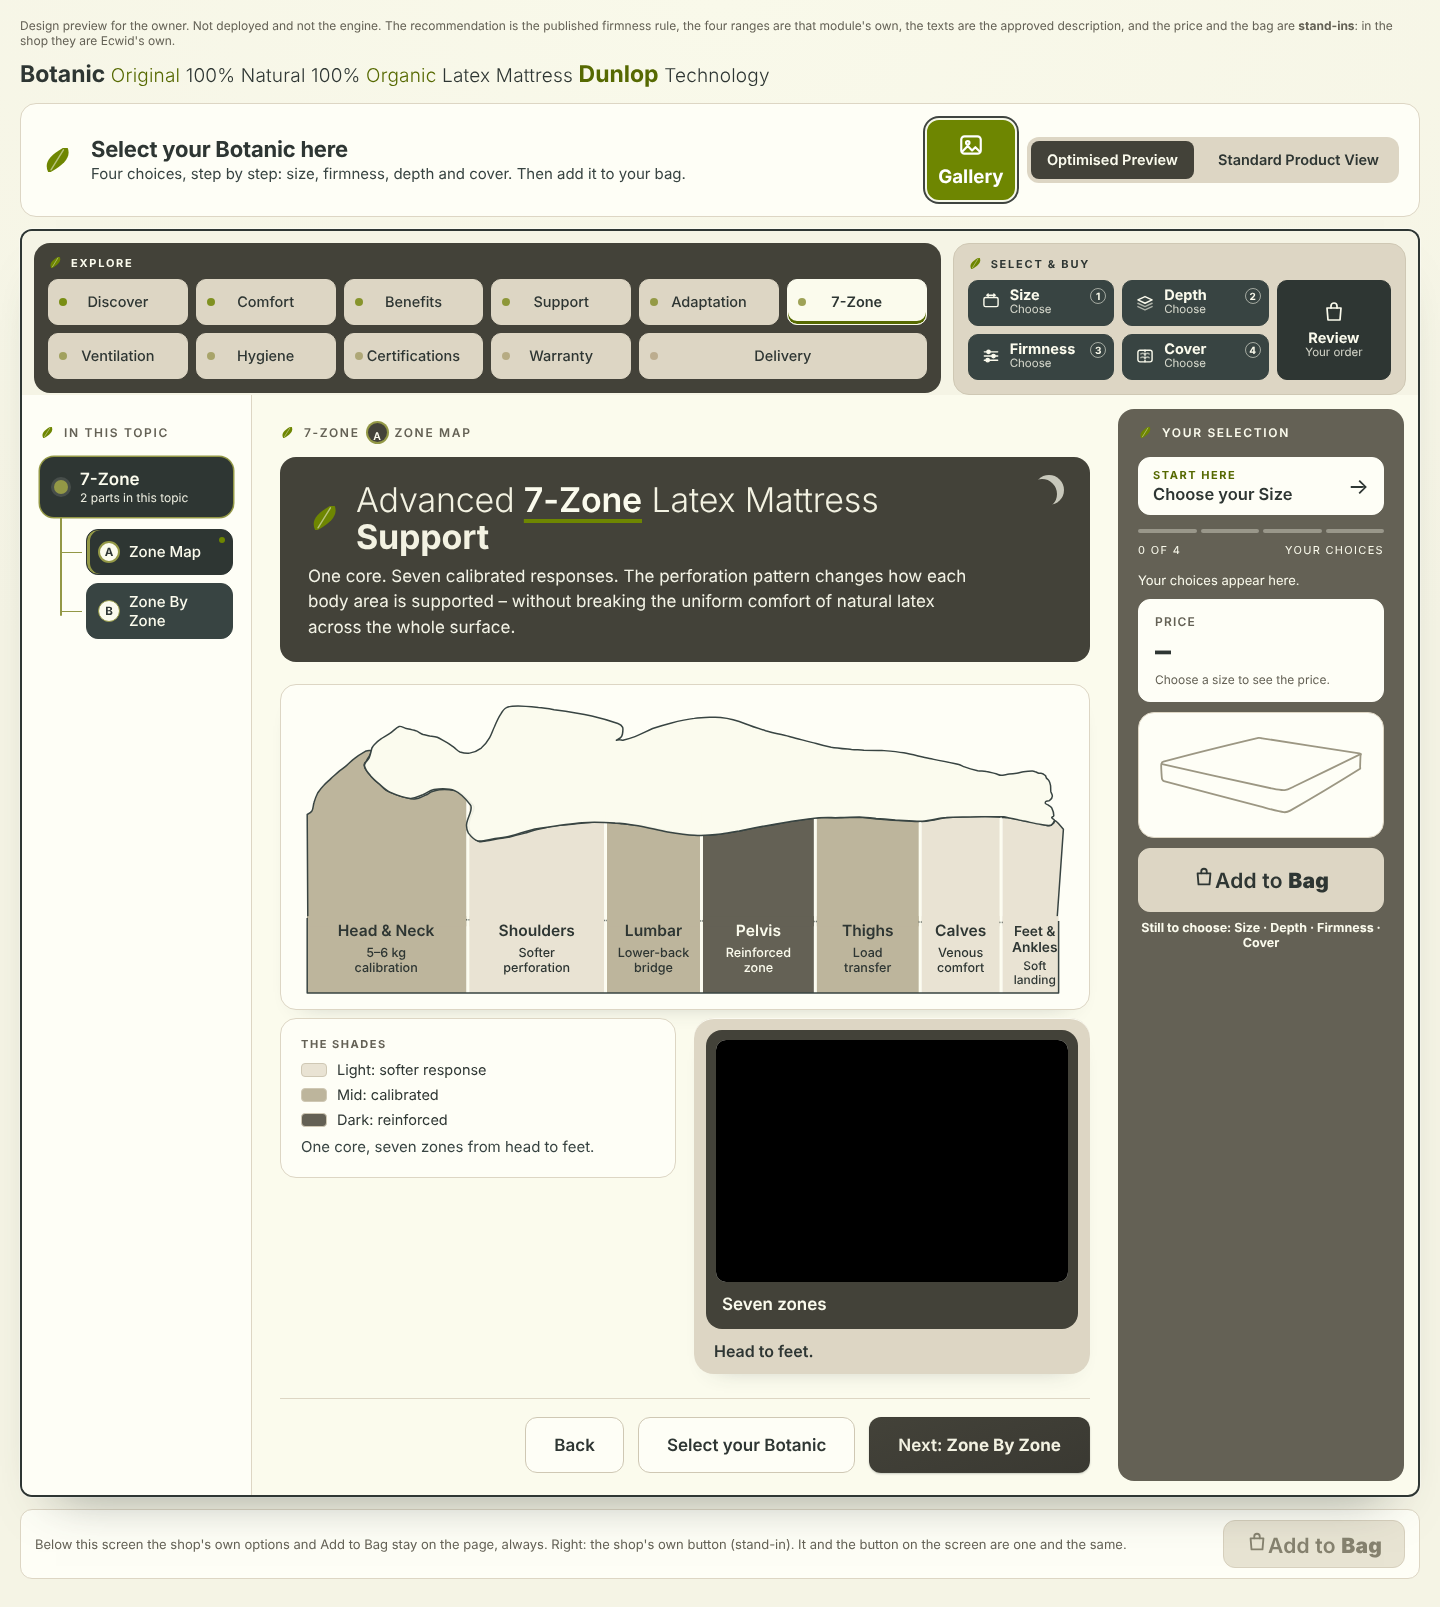 Design preview for the owner. Not deployed and not the engine. The recommendation is the published firmness rule, the four ranges are that module's own, the texts are the approved description, and the price and the bag are stand-ins: in the
shop they are Ecwid's own.
Botanic Original 100% Natural 100% Organic Latex Mattress Dunlop Technology
Select your Botanic here
Four choices, step by step: size, firmness, depth and cover. Then add it to your bag.
Gallery
Optimised Preview
Standard Product View
EXPLORE
Discover
Comfort
Benefits
Support
Adaptation
7-Zone
Ventilation
Hygiene
Certifications
Warranty
Delivery
SELECT & BUY
Size
Choose
1
Depth
Choose
2
Firmness
Choose
3
Cover
Choose
4
Review
Your order
IN THIS TOPIC
7-Zone
2 parts in this topic
A
Zone Map
B
Zone By
Zone
7-ZONE A ZONE MAP
Advanced 7-Zone Latex Mattress
Support
One core. Seven calibrated responses. The perforation pattern changes how each
body area is supported – without breaking the uniform comfort of natural latex
across the whole surface.
Head & Neck
5–6 kg
calibration
Shoulders
Softer
perforation
Lumbar
Lower-back
bridge
Pelvis
Reinforced
zone
Thighs
Load
transfer
Calves
Venous
comfort
Feet &
Ankles
Soft
landing
THE SHADES
Light: softer response
Mid: calibrated
Dark: reinforced
One core, seven zones from head to feet.
Seven zones
Head to feet.
Back
Select your Botanic
Next: Zone By Zone
YOUR SELECTION
START HERE
Choose your Size
0 OF 4
YOUR CHOICES
Your choices appear here.
PRICE
–
Choose a size to see the price.
Add to Bag
Still to choose: Size · Depth · Firmness ·
Cover
Below this screen the shop's own options and Add to Bag stay on the page, always. Right: the shop's own button (stand-in). It and the button on the screen are one and the same.
Add to Bag